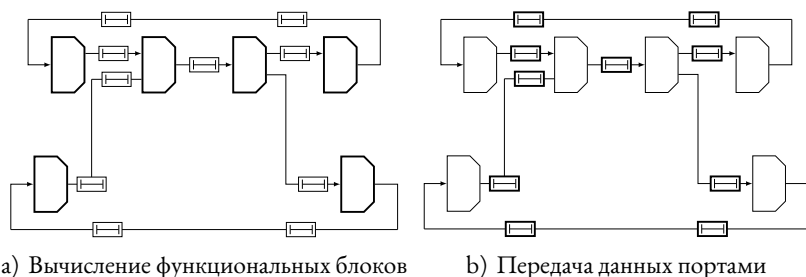 a) Вычисление функциональных блоков
b) Передача данных портами